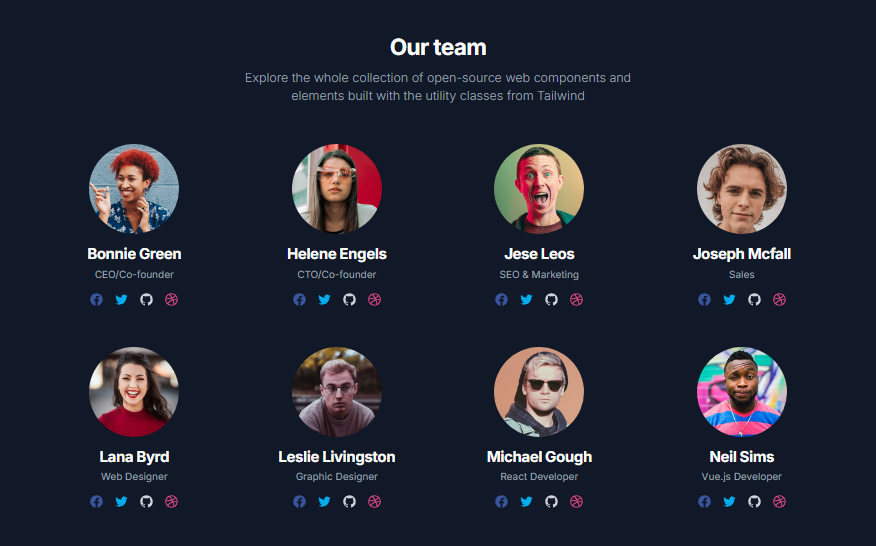 Our team
Explore the whole collection of open-source web components and
elements built with the utility classes from Tailwind
Bonnie Green
CEO/Co-founder
Helene Engels
CTO/Co-founder
Jese Leos
SEO & Marketing
Joseph Mcfall
Sales
Lana Byrd
Web Designer
Leslie Livingston
Graphic Designer
Michael Gough
React Developer
Neil Sims
Vue.js Developer